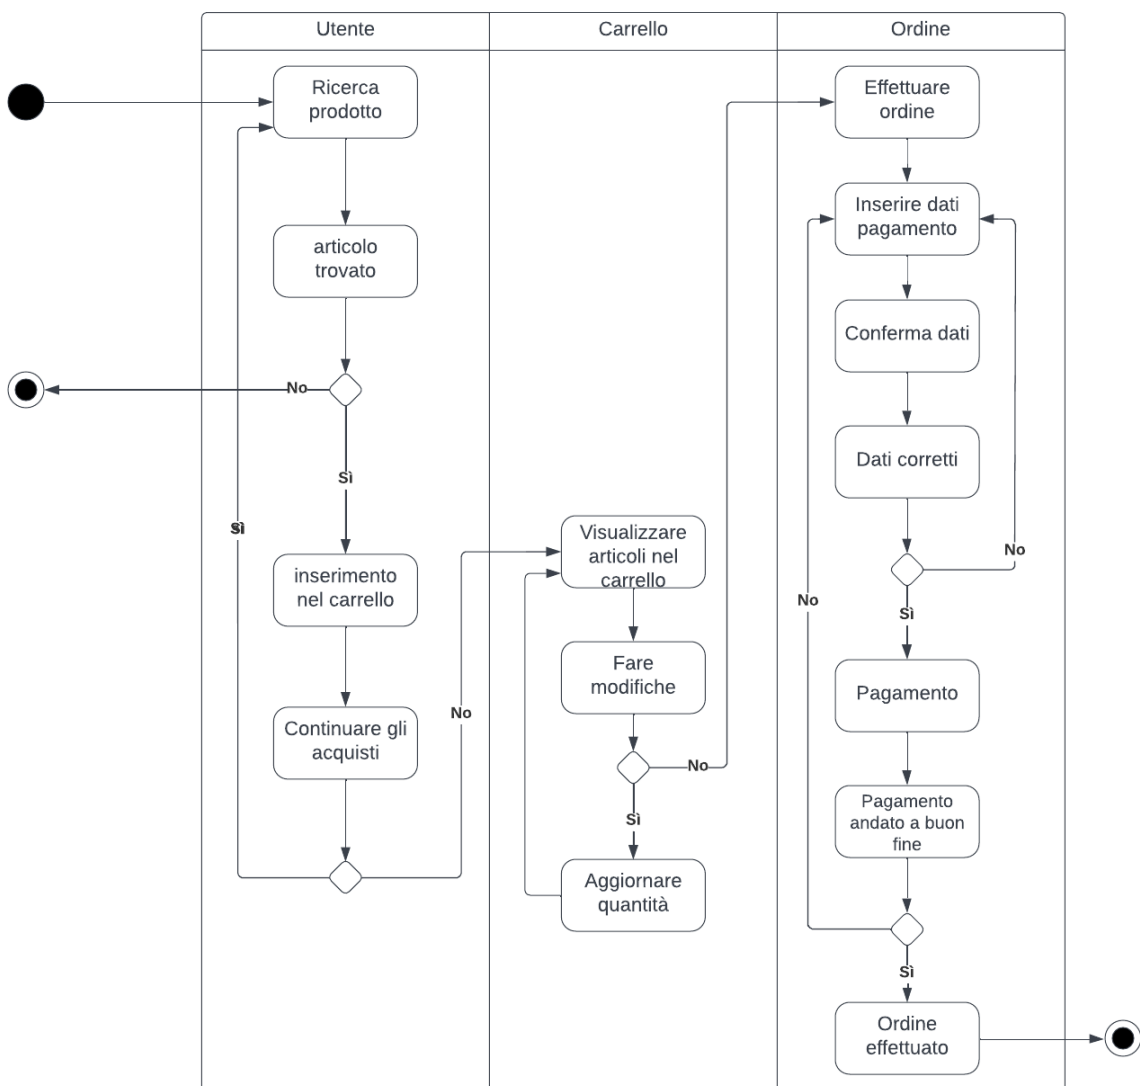 Utente
Carrello
Ordine
Ricerca
prodotto
articolo
trovato
No
Sì
Sì
inserimento
nel carrello
Continuare gli
acquisti
No
Visualizzare
articoli nel
carrello
Fare
modifiche
No
Sì
Aggiornare
quantità
Effettuare
ordine
Inserire dati
pagamento
Conferma dati
Dati corretti
No
No
Sì
Pagamento
Pagamento
andato a buon
fine
Sì
Ordine
effettuato